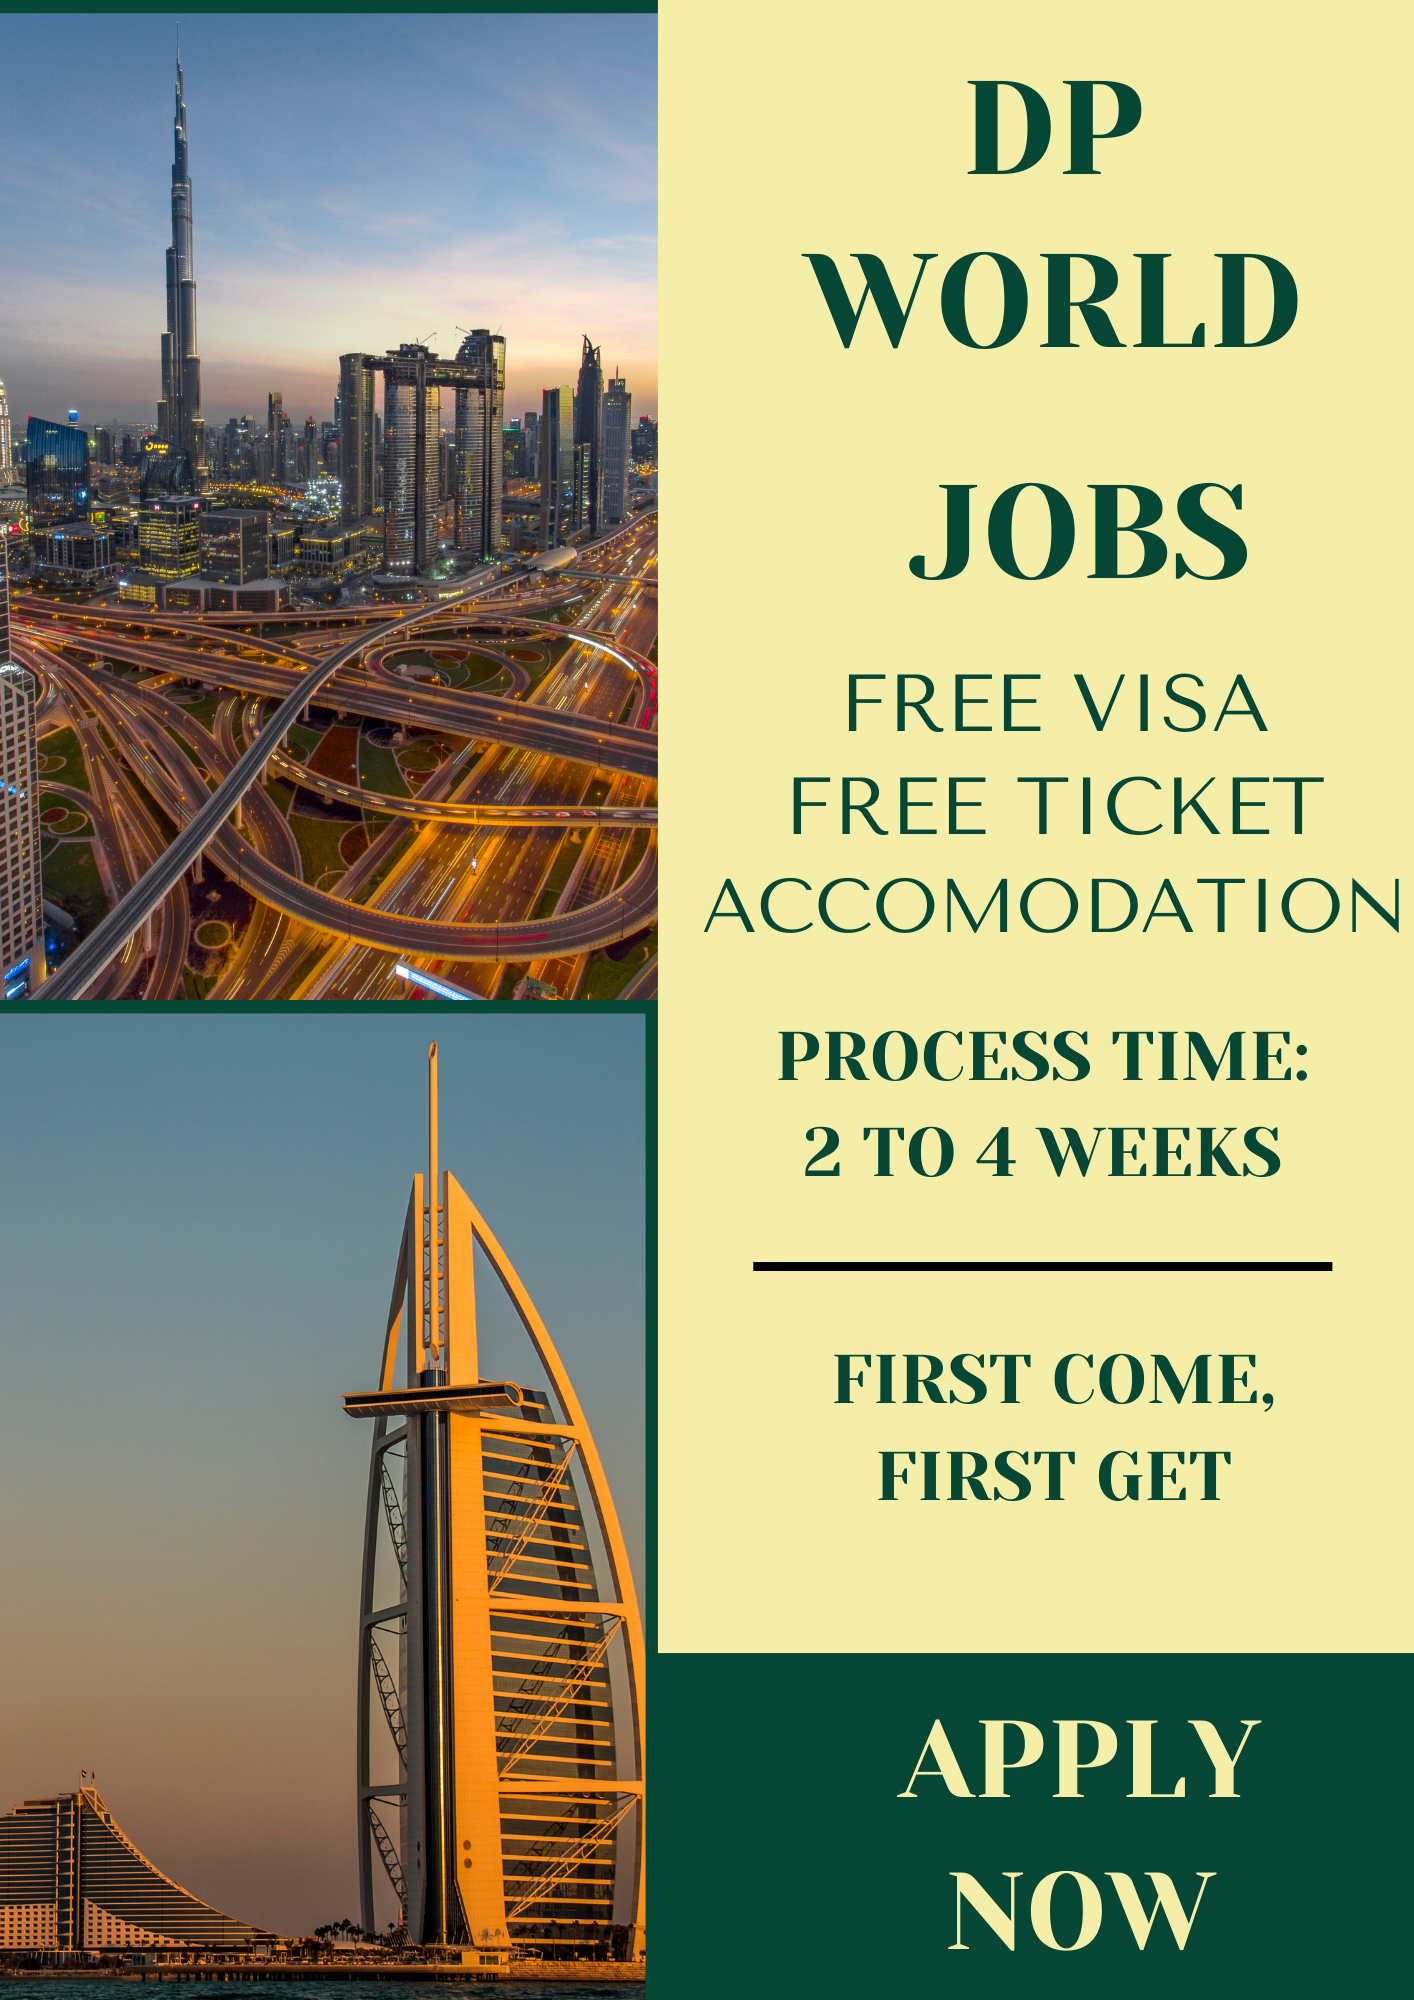 DP
WORLD
JOBS
FREE VISA
FREE TICKET
ACCOMODATION
PROCESS TIME:
2 TO 4 WEEKS
FIRST COME,
FIRST GET
APPLY
NOW